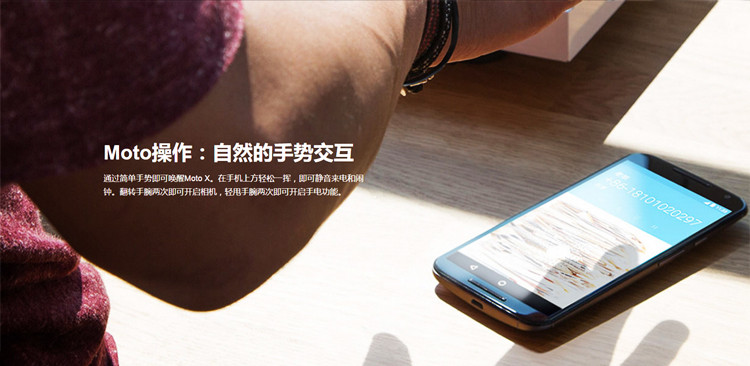 Moto操作：自然的手势交互
通过简单手势即可唤醒Moto X。在手机上方轻松一挥，即可静音来电和闹
钟。翻转手腕两次即可开启相机，轻甩手腕两次即可开启手电功能。
18101020297